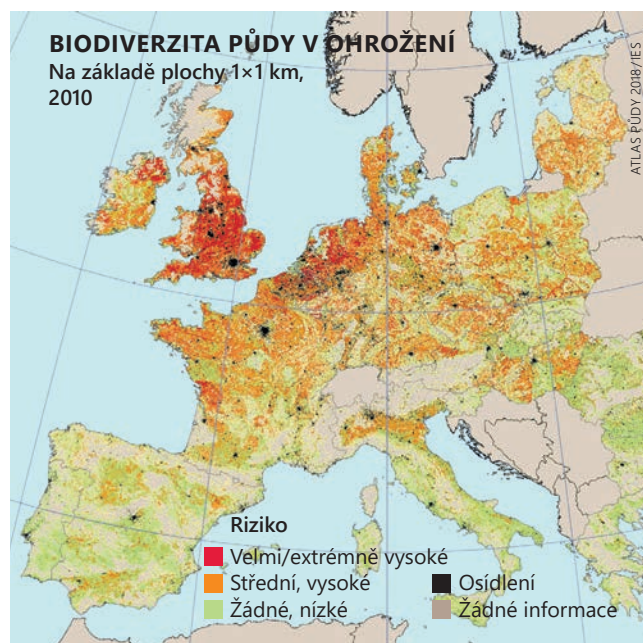 BIODIVERZITA PŮDY V OHROŽENÍ
Na základě plochy 1×1 km,
2010
ATLAS PŮDY 2018/IES
Riziko
Velmi/extrémně vysoké
Střední, vysoké
Žádné, nízké
Osídlení
Žádné informace